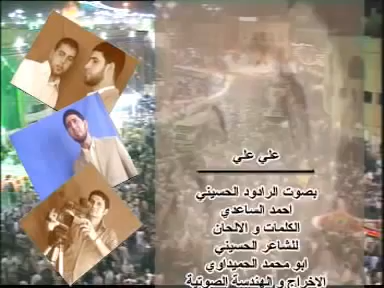 علي علي
بصوت الرادود الحسيني
احمد الساعدي
الكلمات و الالحان
للشاعر الحسيني
ابو محمد الحميداوي
الاخراج و الهندسة الصوتية